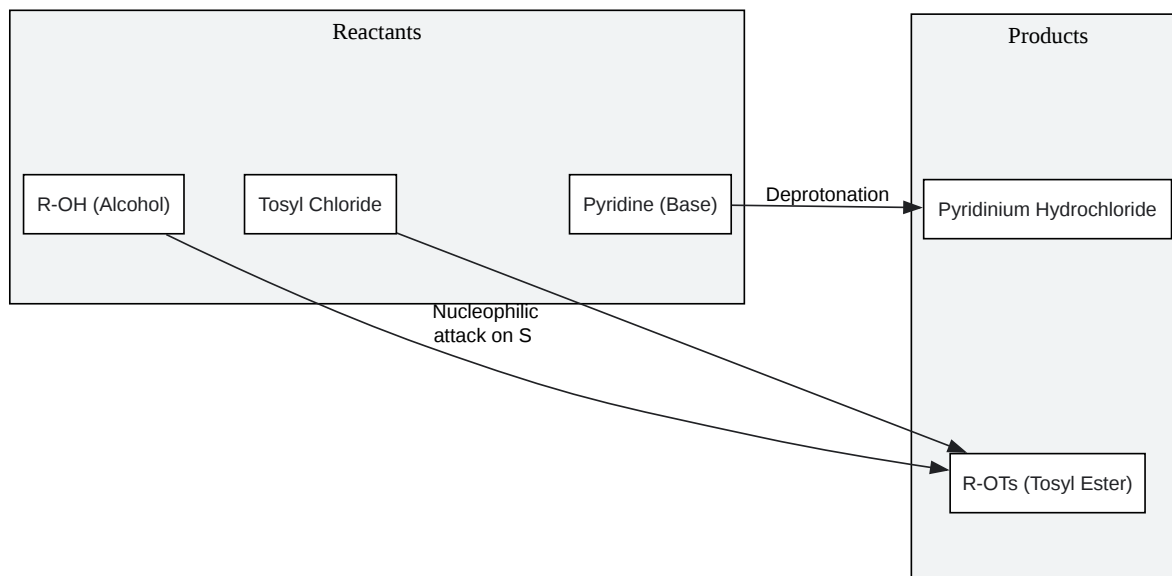 Reactants
Products
R-OH (Alcohol)
Tosyl Chloride
Pyridine (Base)
Deprotonation
Pyridinium Hydrochloride
Nucleophilic
attack on S
R-OTs (Tosyl Ester)